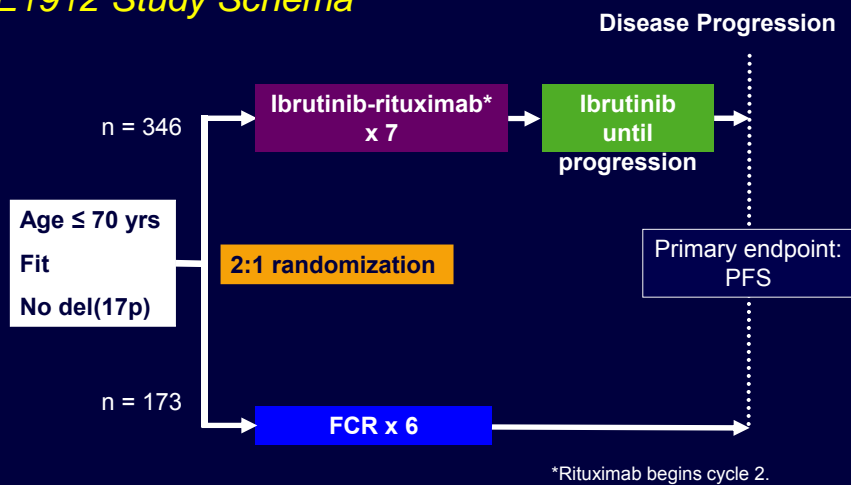 E1912 Study Schema
Disease Progression
n = 346
Ibrutinib-rituximab*
x 7
Ibrutinib
until
progression
Age ≤ 70 yrs
Fit
No del(17p)
2:1 randomization
Primary endpoint:
PFS
n = 173
FCR x 6
*Rituximab begins cycle 2.